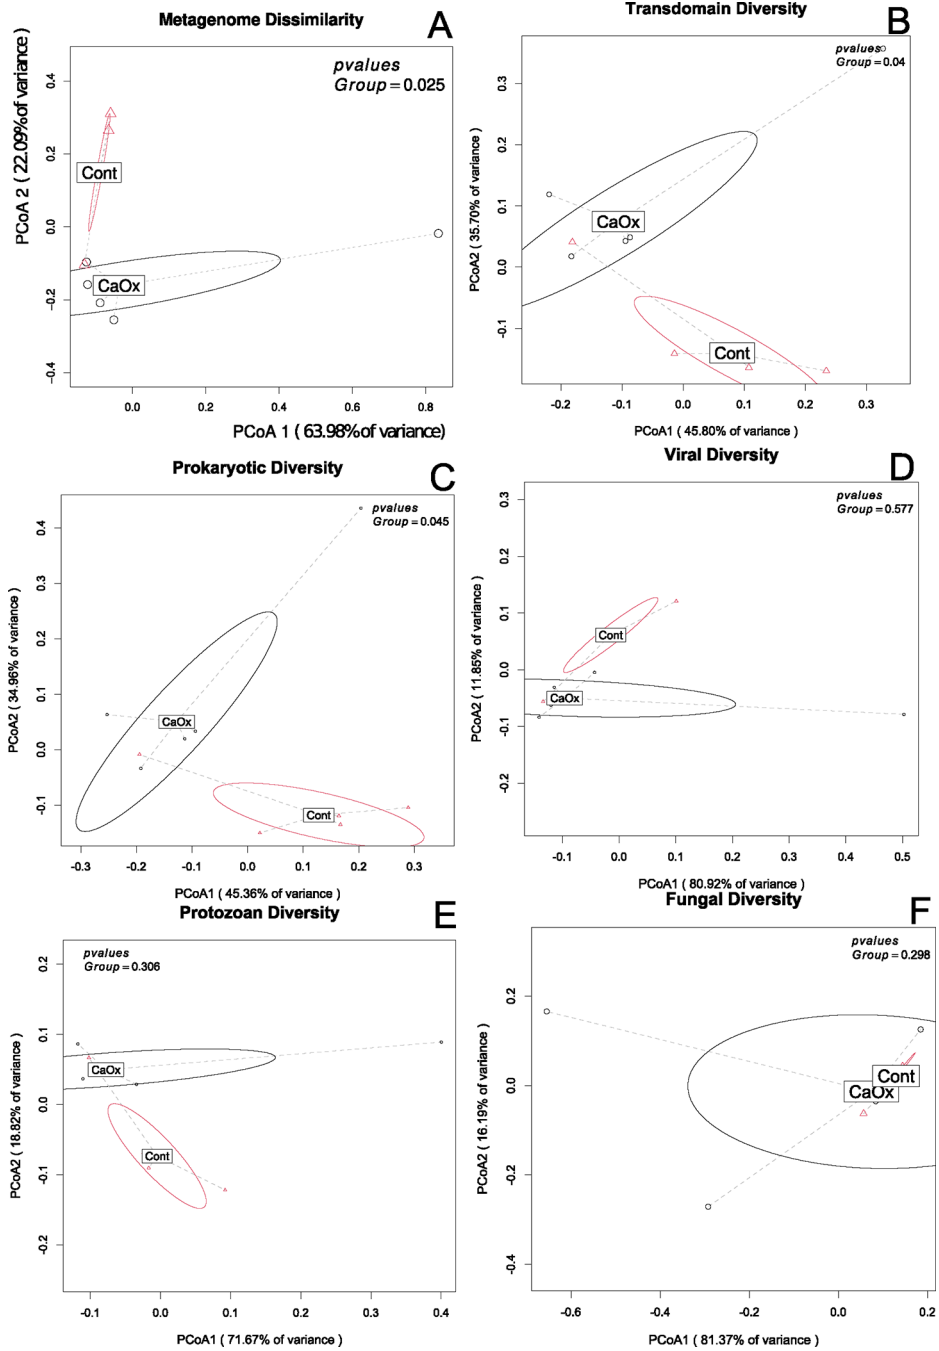 Metagenome Dissimilarity
A
pvalues
Group = 0.025
PCoA 2 ( 22.09% of variance )
0.4
0.2
0.0
-0.2
-0.4
Cont
CaOx
0.0
0.2
0.4
0.6
0.8
PCoA 1 ( 63.98% of variance)
Transdomain Diversity
B
pvalues
Group = 0.04
PCoA2 ( 35.70% of variance )
0.3
0.2
0.1
0.0
-0.1
CaOx
Cont
-0.2
-0.1
0.0
0.1
0.2
0.3
PCoA1 ( 45.80% of variance )
Prokaryotic Diversity
C
pvalues
Group = 0.045
PCoA2 ( 34.96% of variance )
0.4
0.3
0.2
0.1
0.0
-0.1
CaOx
Cont
-0.3
-0.2
-0.1
0.0
0.1
0.2
0.3
PCoA1 ( 45.36% of variance )
Viral Diversity
D
pvalues
Group = 0.577
PCoA2 ( 11.85% of variance )
0.3
0.2
0.1
0.0
-0.1
-0.2
Cont
CaOx
-0.1
0.0
0.1
0.2
0.3
0.4
0.5
PCoA1 ( 80.92% of variance )
Protozoan Diversity
E
pvalues
Group = 0.306
PCoA2 ( 18.82% of variance )
0.2
0.1
0.0
-0.1
-0.2
CaOx
Cont
-0.1
0.0
0.1
0.2
0.3
0.4
PCoA1 ( 71.67% of variance )
Fungal Diversity
F
pvalues
Group = 0.298
PCoA2 ( 16.19% of variance )
0.2
0.0
-0.2
-0.4
Cont
CaOx
-0.6
-0.4
-0.2
0.0
0.2
PCoA1 ( 81.37% of variance )